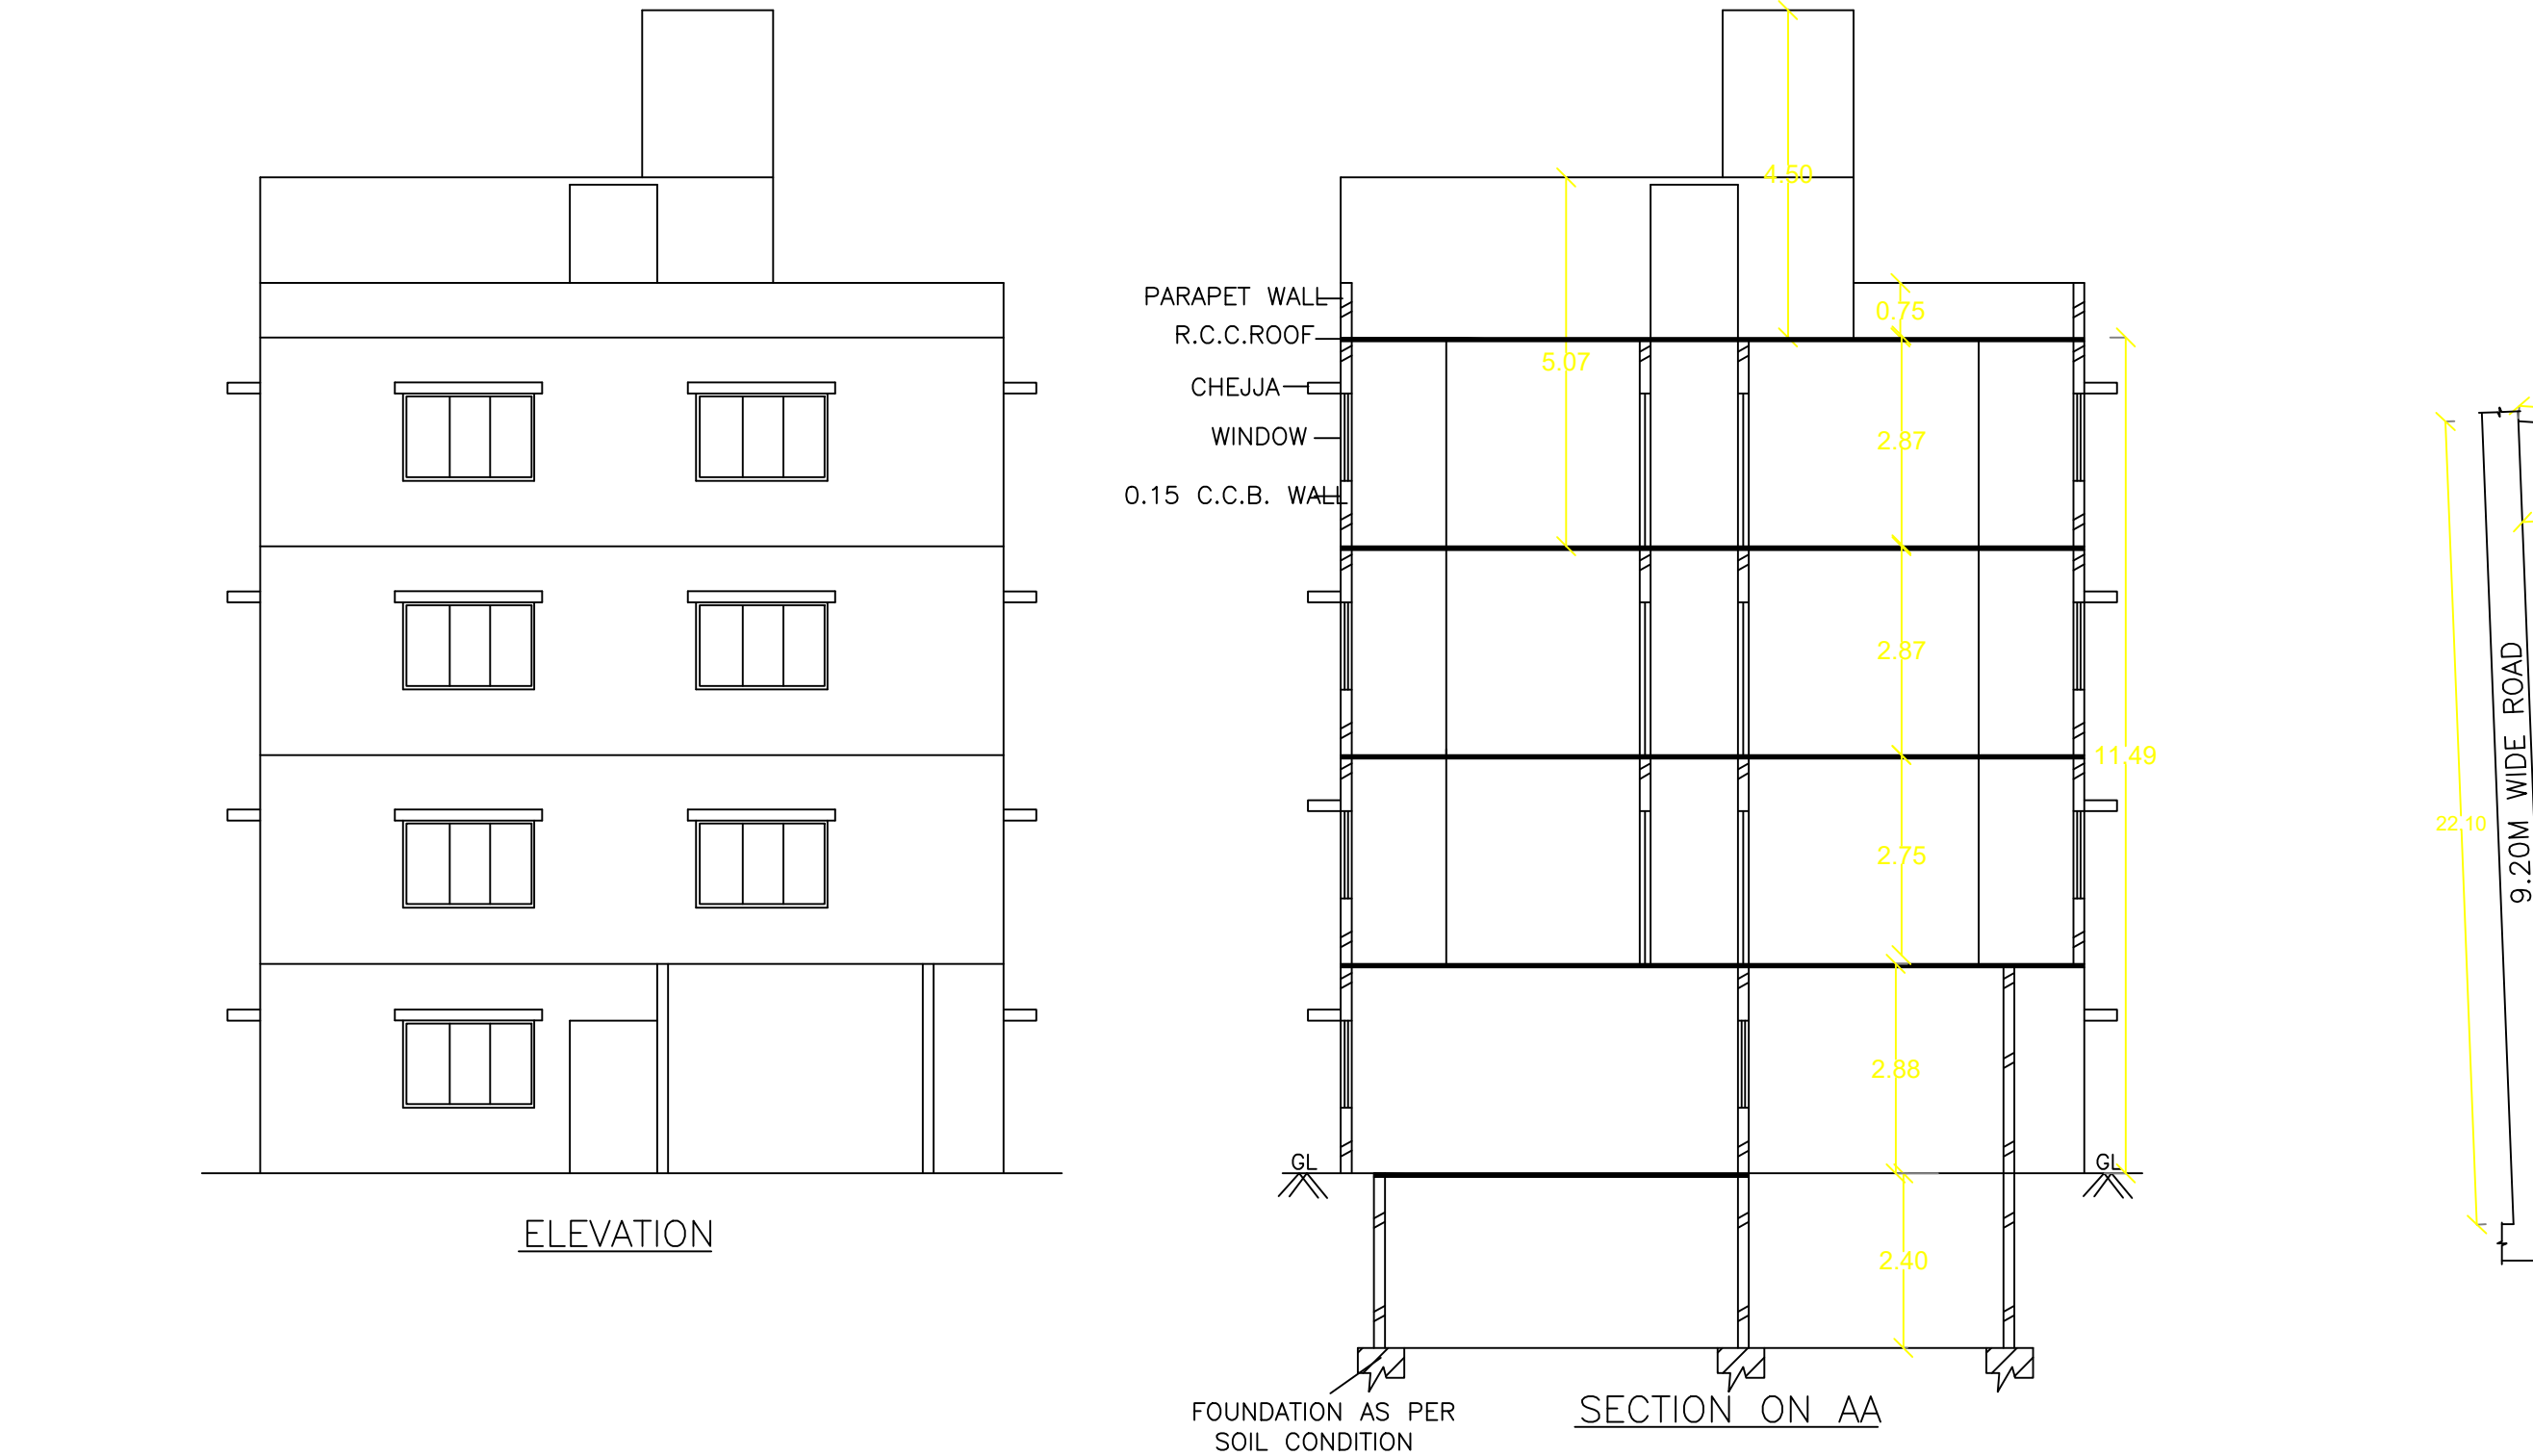 4.50
PARAPET WALL
0.75
R.C.C.ROOF
5.07
CHEJJA
WINDOW
2.87
0.15 C.C.B. WALL
2.87
11.49
2.75
22.10
9.20M WIDE ROAD
2.88
GL
GL
ELEVATION
2.40
FOUNDATION AS PER
SOIL CONDITION
SECTION ON AA